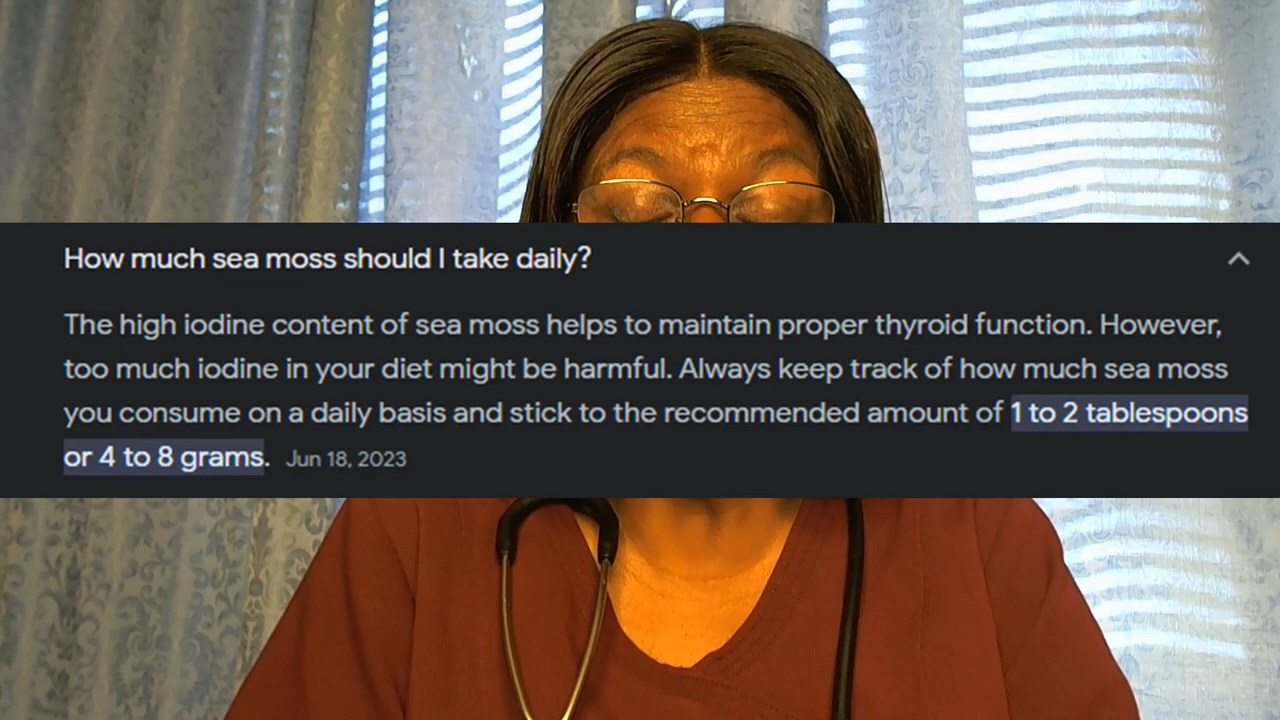 How much sea moss should I take daily?
The high iodine content of sea moss helps to maintain proper thyroid function. However,
too much iodine in your diet might be harmful. Always keep track of how much sea moss
you consume on a daily basis and stick to the recommended amount of 1 to 2 tablespoons
or 4 to 8 grams. Jun 18, 2023